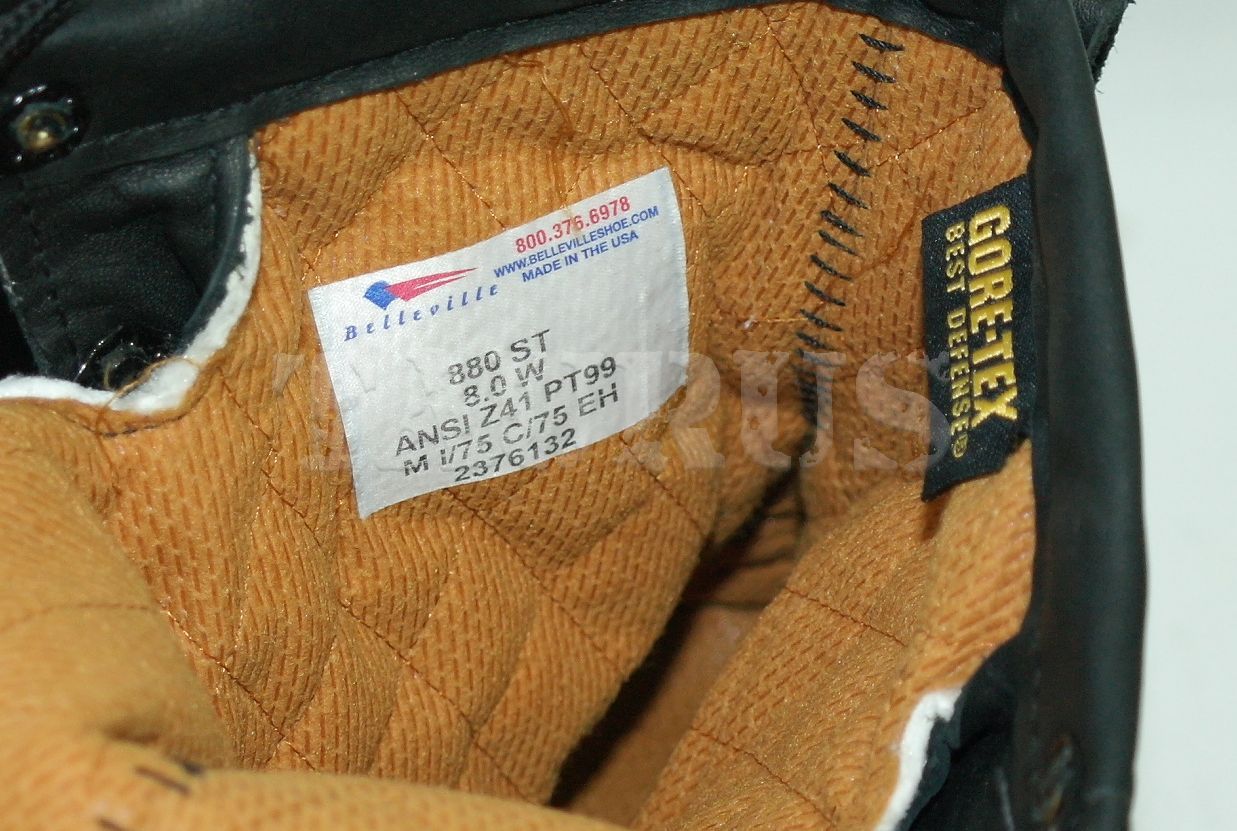 800.376.6978
WWW.BELLEVILLESHOE.COM
MADE IN THE USA
Belleville
880 ST
8.0 W
ANSI Z41 PT99
M I/75 C/75 EH
2376132
GORE-TEX
BEST DEFENSE®